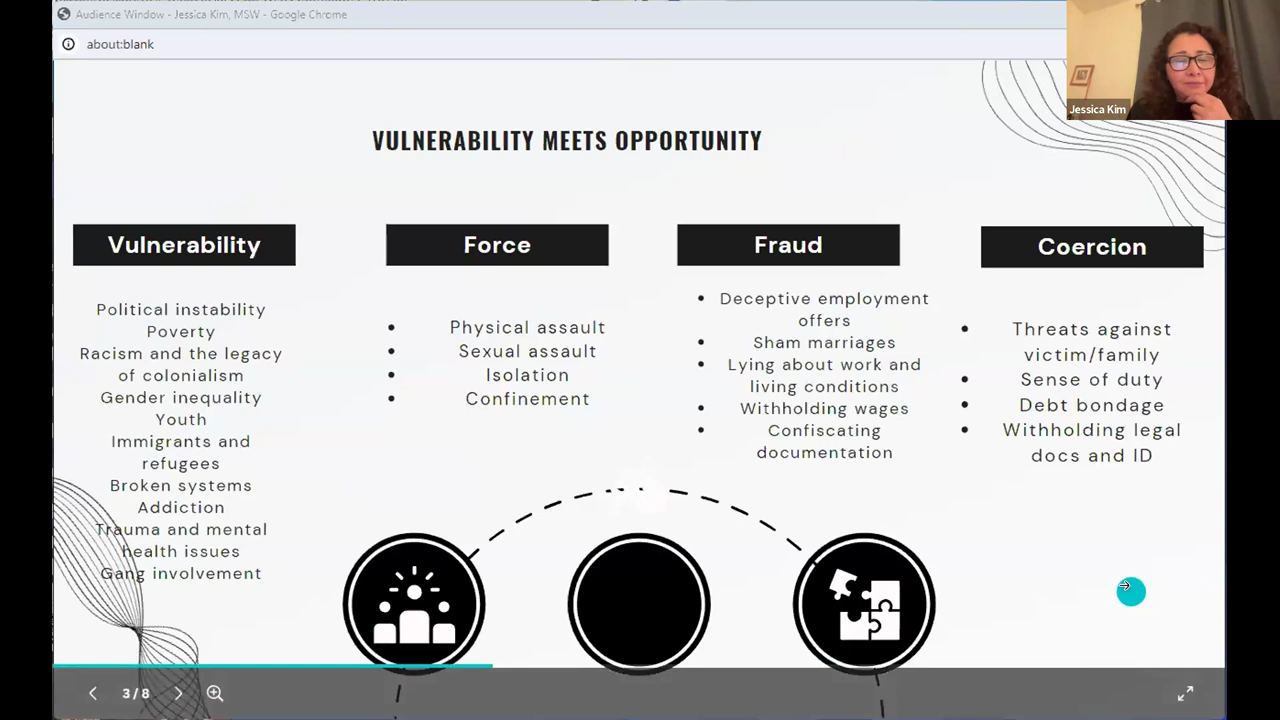 Audience Window - Jessica Kim, MSW - Google Chrome
about:blank
Jessica Kim
VULNERABILITY MEETS OPPORTUNITY
Vulnerability
Political instability
Poverty
Racism and the legacy
of colonialism
Gender inequality
Youth
Immigrants and
refugees
Broken systems
Addiction
Trauma and mental
health issues
Gang involvement
Force
• Physical assault
• Sexual assault
• Isolation
• Confinement
Fraud
• Deceptive employment
offers
• Sham marriages
• Lying about work and
living conditions
• Withholding wages
• Confiscating
documentation
Coercion
• Threats against
victim/family
• Sense of duty
• Debt bondage
• Withholding legal
docs and ID
3/8